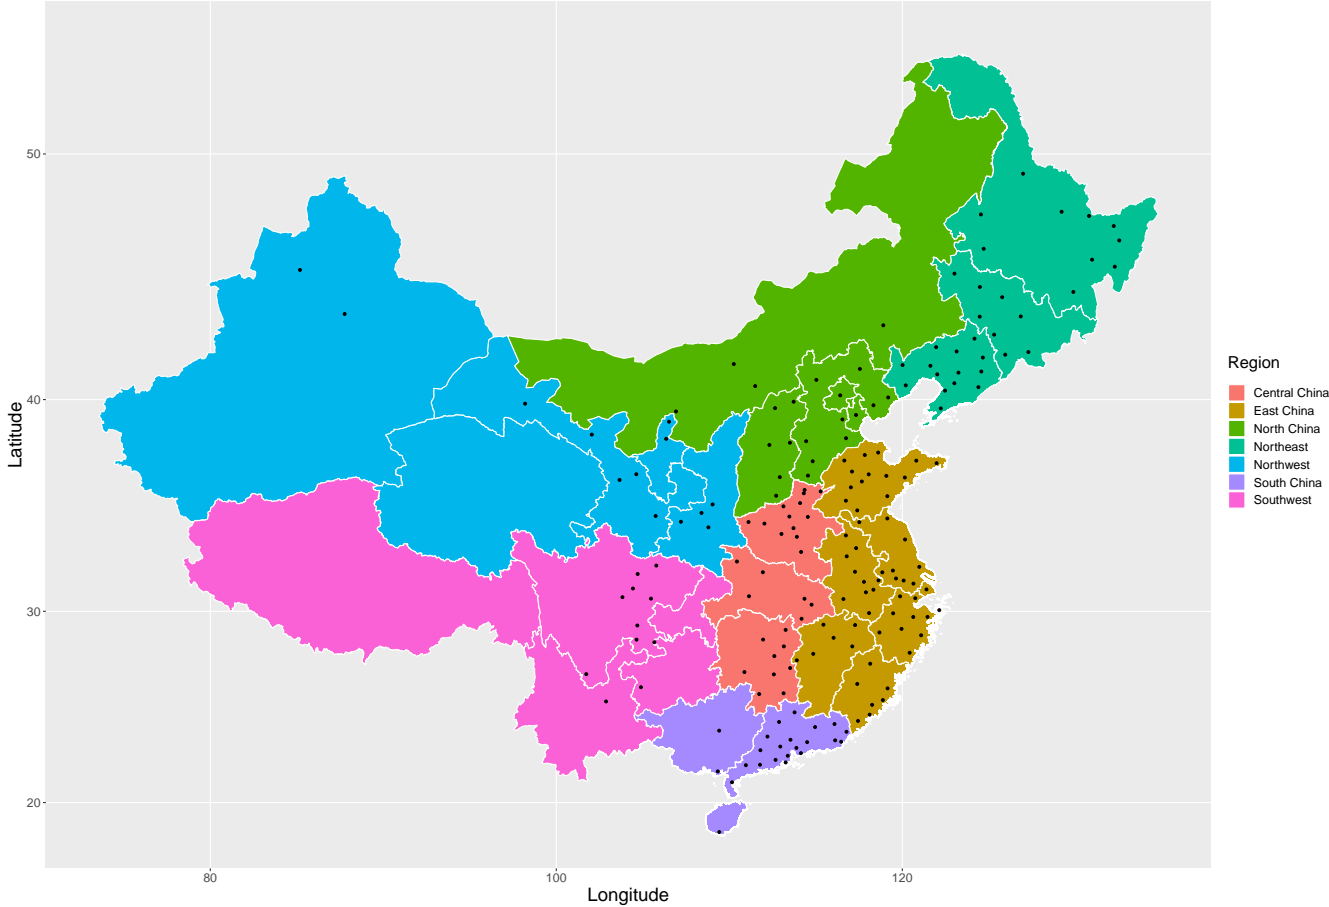 50
40
30
20
Latitude
80
100
120
Longitude
Region
Central China
East China
North China
Northeast
Northwest
South China
Southwest